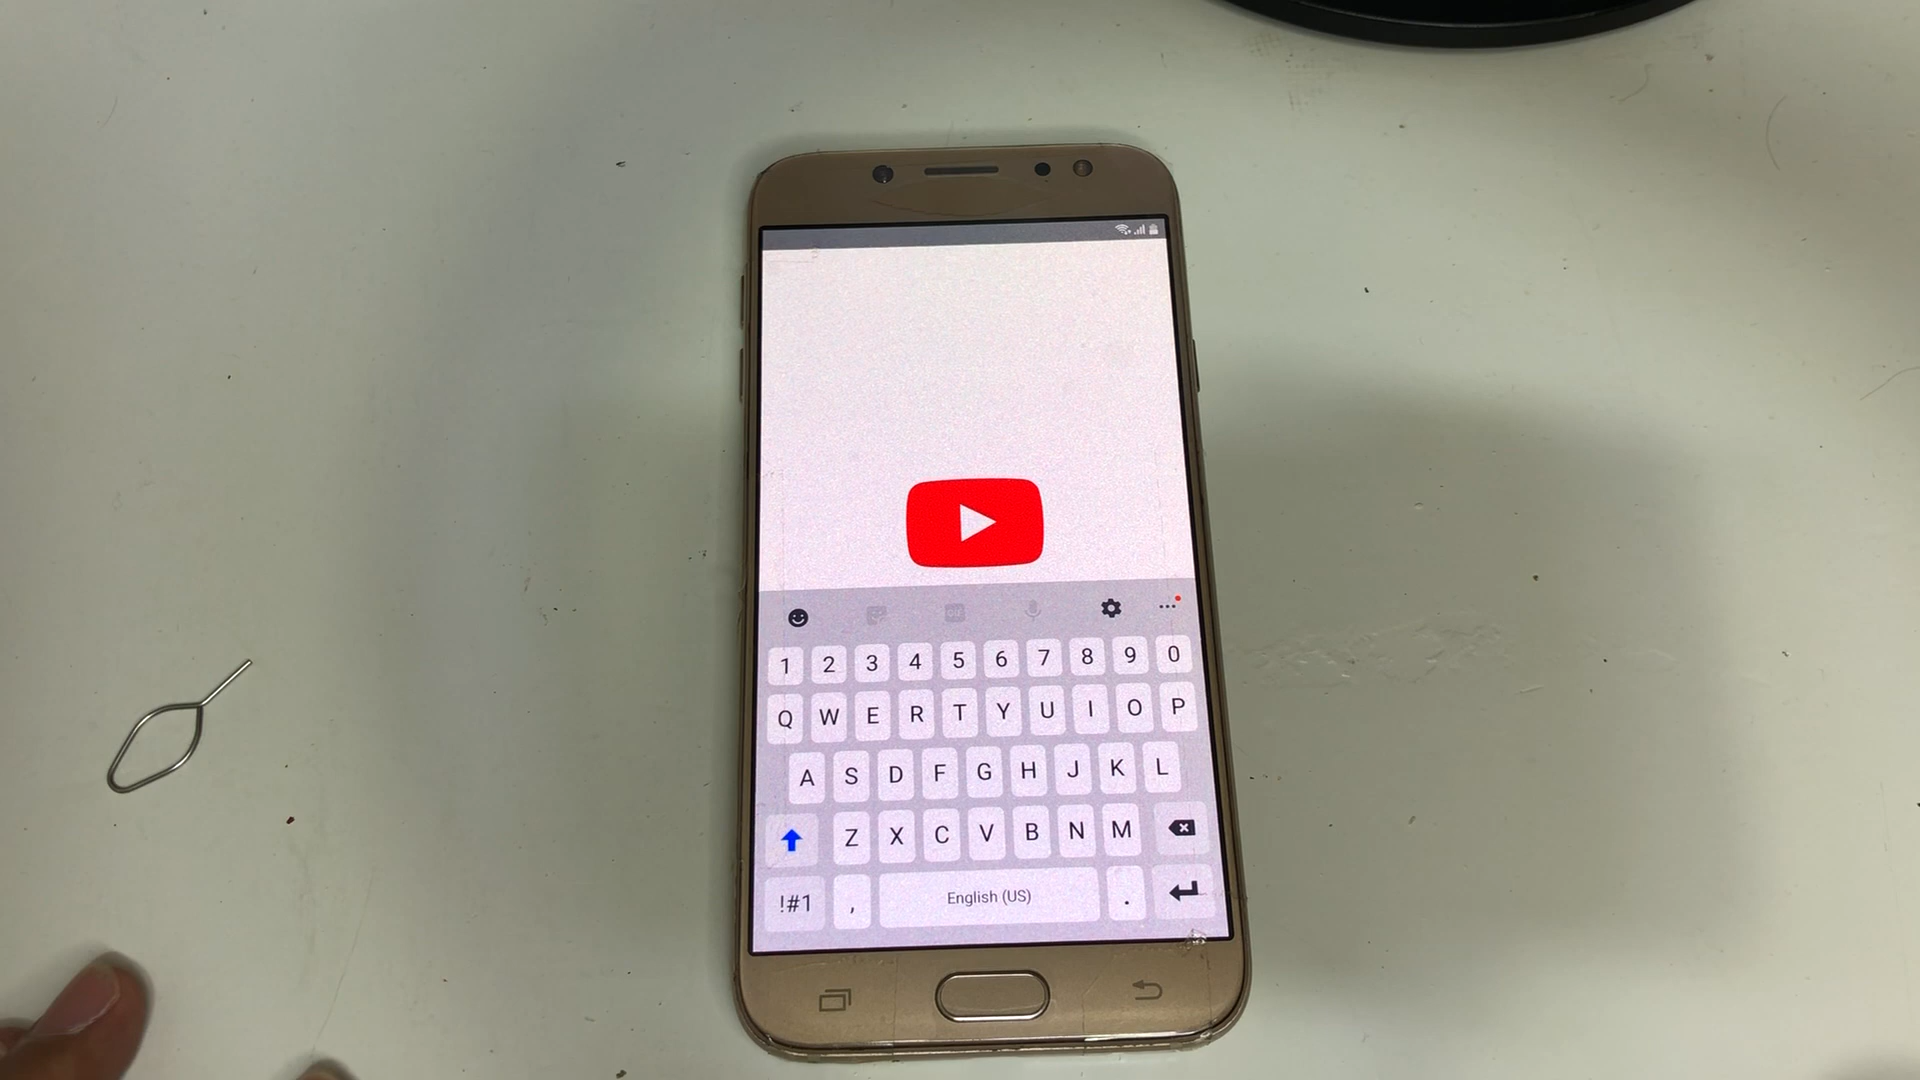 1 2 3 4 5 6 7 8 9 0
Q W E R T Y U I O P
A S D F G H J K L
Z X C V B N M
!#1 , English (US) .